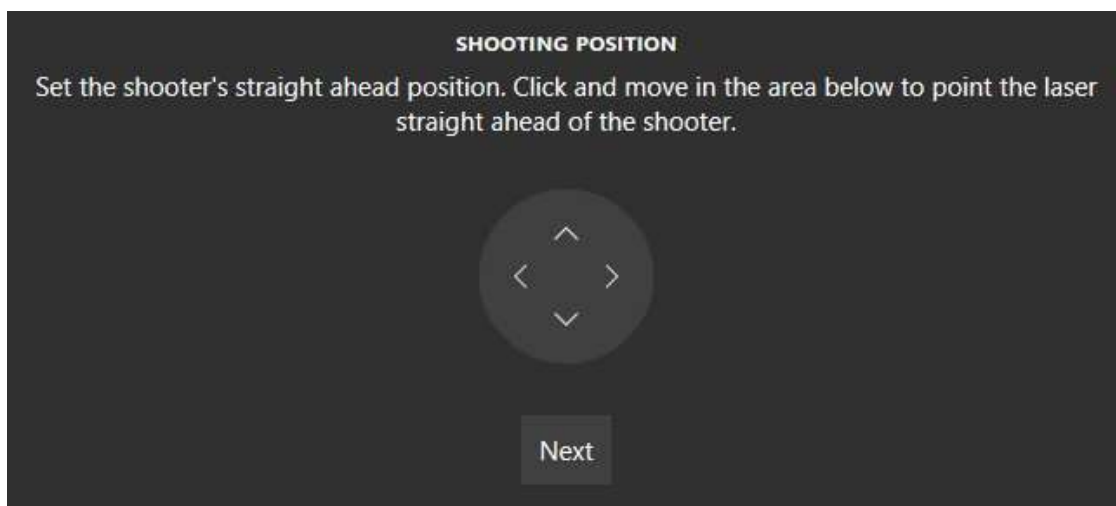 SHOOTING POSITION
Set the shooter's straight ahead position. Click and move in the area below to point the laser
straight ahead of the shooter.
Next